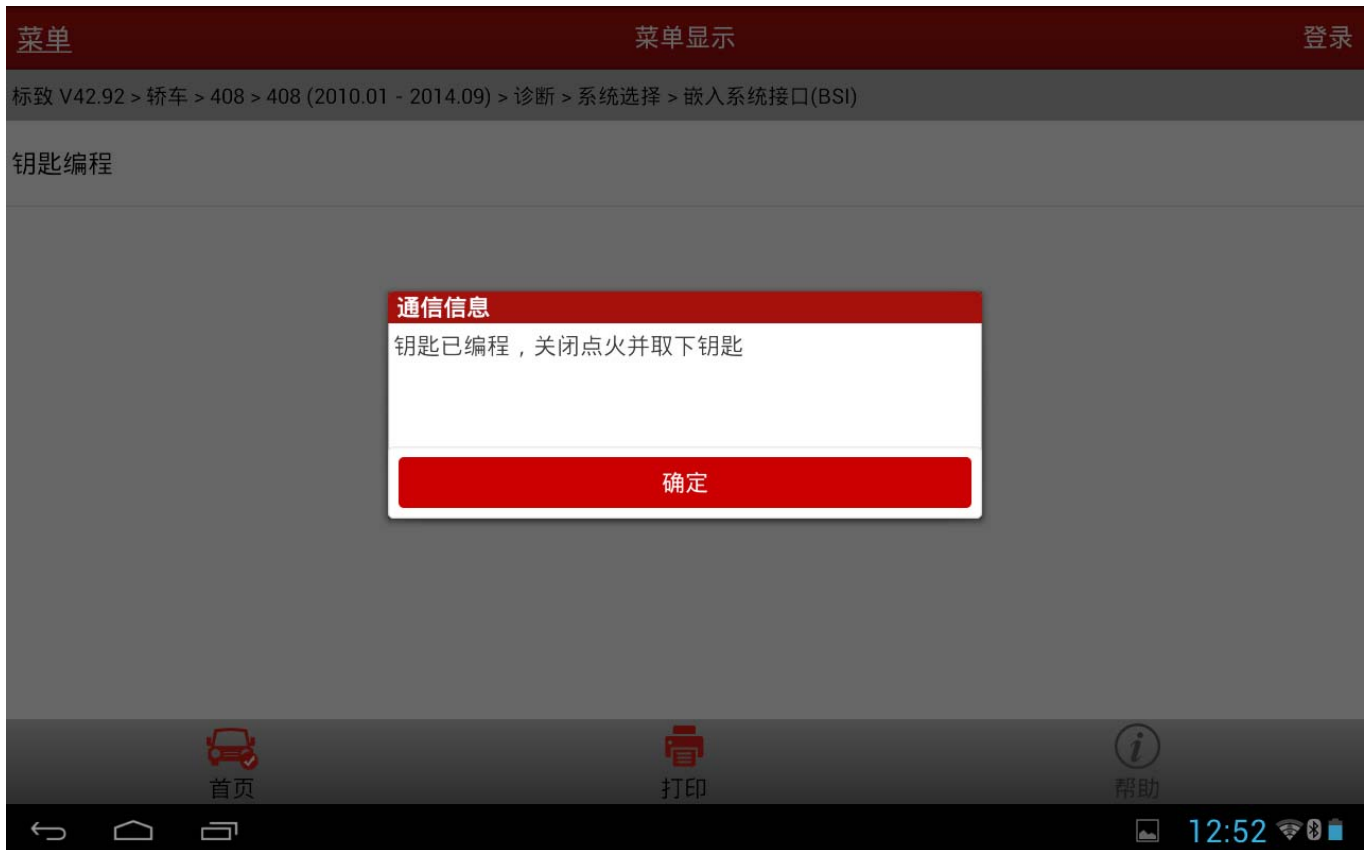 菜单 菜单显示 登录
标致 V42.92 > 轿车 > 408 > 408 (2010.01 - 2014.09) > 诊断 > 系统选择 > 嵌入系统接口(BSI)
钥匙编程
通信信息
钥匙已编程，关闭点火并取下钥匙
确定
首页 打印 帮助
12:52